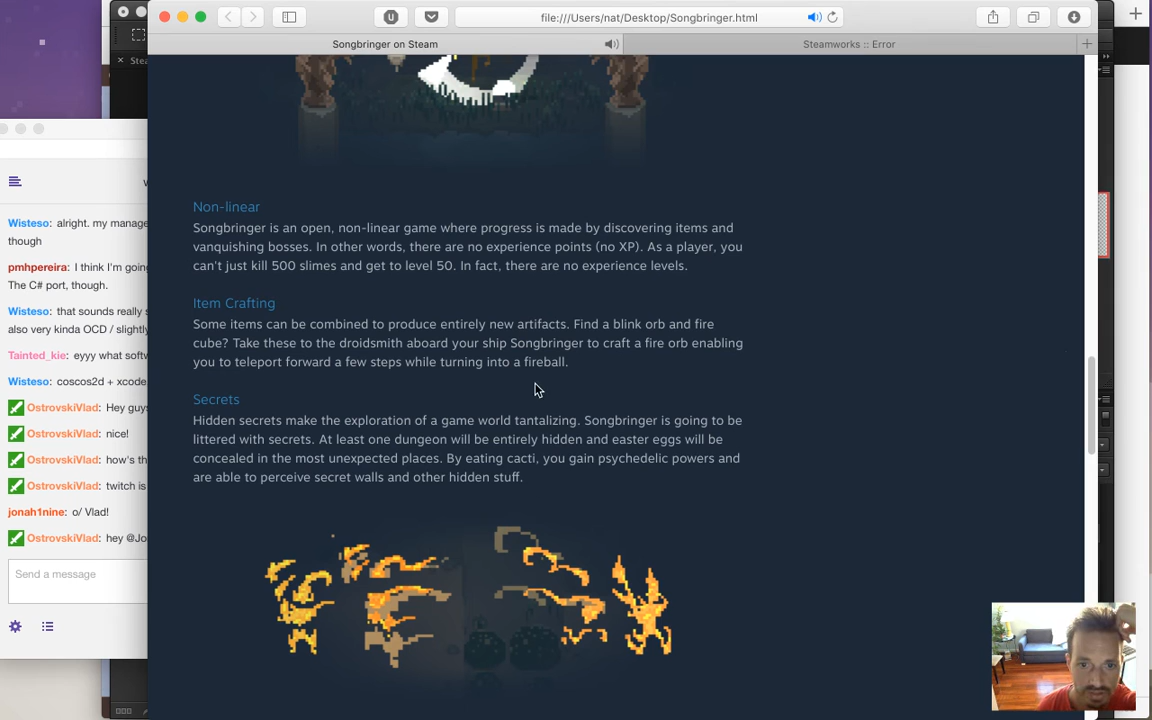 file:///Users/nat/Desktop/Songbringer.html
Songbringer on Steam
Steamworks :: Error
Stea
Wisteso: alright. my manage
though
pmhpereira: I think I'm goin
The C# port, though.
Wisteso: that sounds really s
also very kinda OCD / slightly
Tainted_kie: eyyy what softw
Wisteso: coscos2d + xcode
OstrovskiVlad: Hey guy
OstrovskiVlad: nice!
OstrovskiVlad: how's th
OstrovskiVlad: twitch is
jonah1nine: o/ Vlad!
OstrovskiVlad: hey @Jo
Send a message
Non-linear
Songbringer is an open, non-linear game where progress is made by discovering items and
vanquishing bosses. In other words, there are no experience points (no XP). As a player, you
can't just kill 500 slimes and get to level 50. In fact, there are no experience levels.
Item Crafting
Some items can be combined to produce entirely new artifacts. Find a blink orb and fire
cube? Take these to the droidsmith aboard your ship Songbringer to craft a fire orb enabling
you to teleport forward a few steps while turning into a fireball.
Secrets
Hidden secrets make the exploration of a game world tantalizing. Songbringer is going to be
littered with secrets. At least one dungeon will be entirely hidden and easter eggs will be
concealed in the most unexpected places. By eating cacti, you gain psychedelic powers and
are able to perceive secret walls and other hidden stuff.